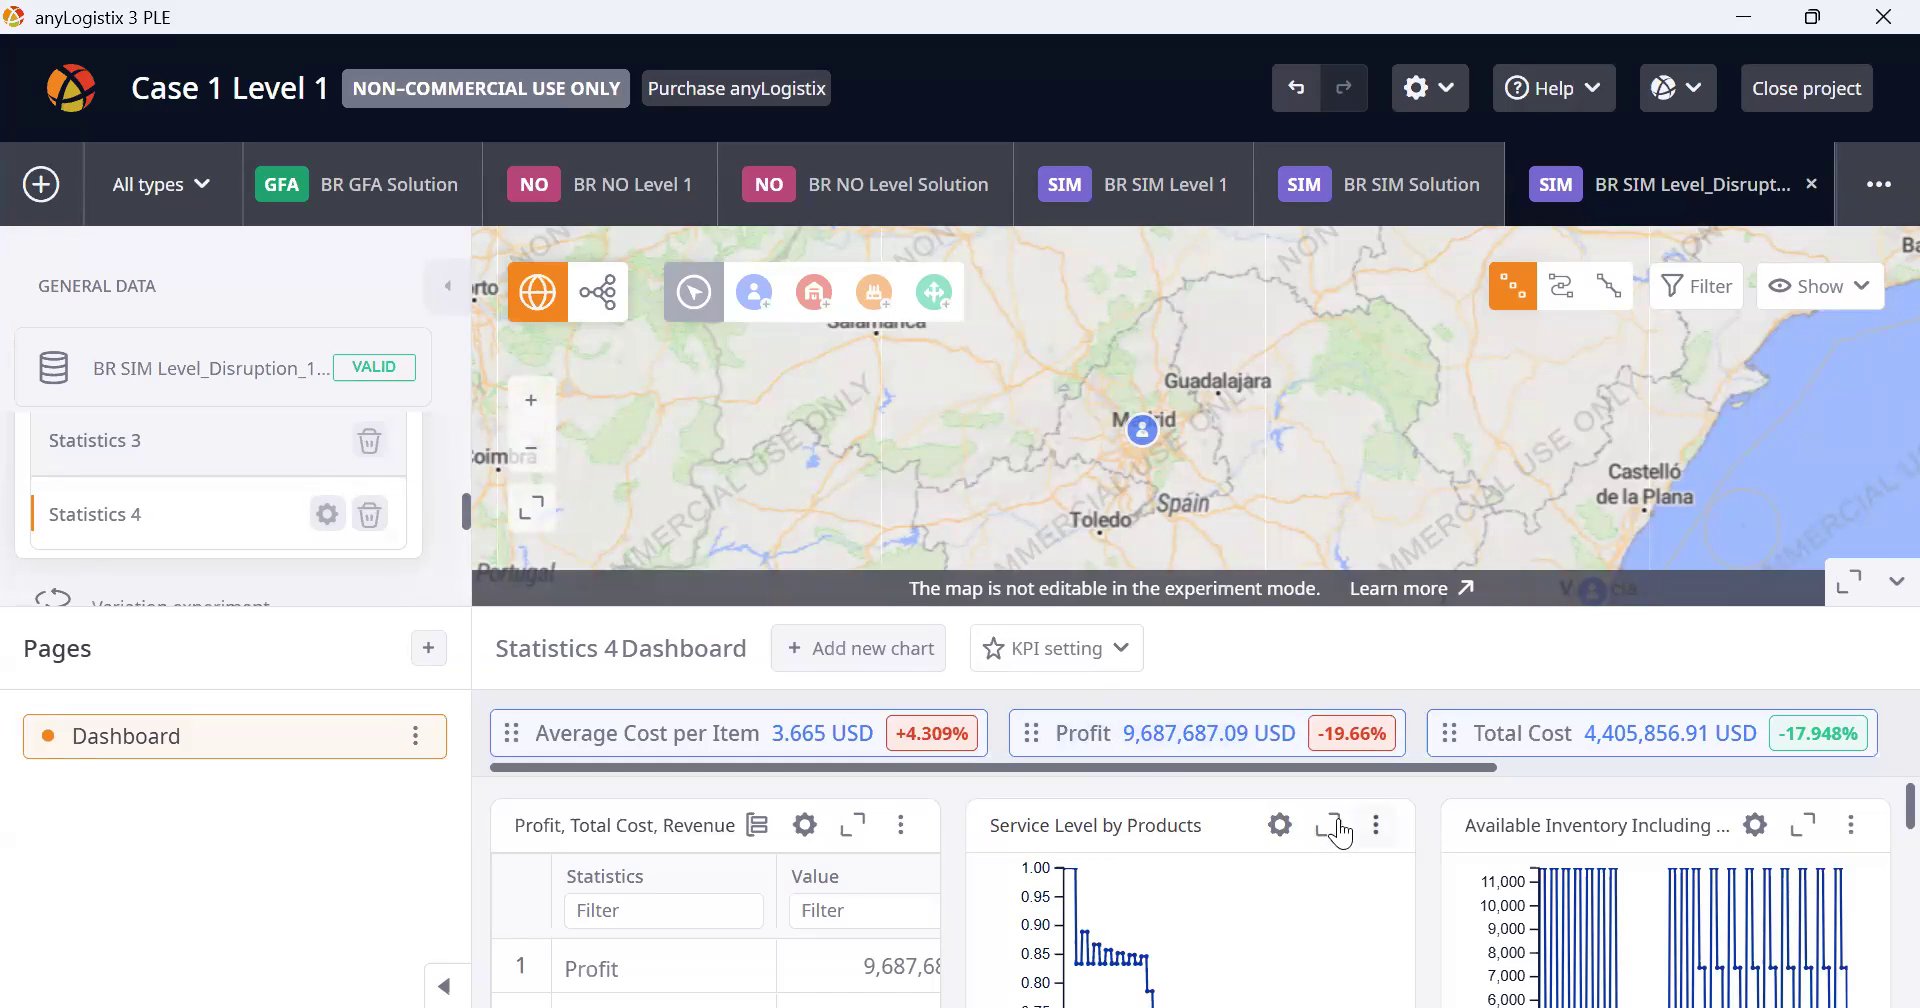 anyLogistix 3 PLE
Case 1 Level 1
NON-COMMERCIAL USE ONLY
Purchase anyLogistix
Help
Close project
All types
GFA BR GFA Solution
NO BR NO Level 1
NO BR NO Level Solution
SIM BR SIM Level 1
SIM BR SIM Solution
SIM BR SIM Level_Disrupt...
GENERAL DATA
BR SIM Level_Disruption_1...
VALID
Statistics 3
Statistics 4
Filter
Show
Guadalajara
Toledo
Spain
Castelló
de la Plana
Portugal
The map is not editable in the experiment mode.
Learn more
Pages
+
Dashboard
Statistics 4 Dashboard
+ Add new chart
KPI setting
Average Cost per Item 3.665 USD +4.309%
Profit 9,687,687.09 USD -19.66%
Total Cost 4,405,856.91 USD -17.948%
Profit, Total Cost, Revenue
Statistics
Value
Filter
Filter
1 Profit 9,687,68
Service Level by Products
1.00
0.95
0.90
0.85
0.80
Available Inventory Including ...
11,000
10,000
9,000
8,000
7,000
6,000